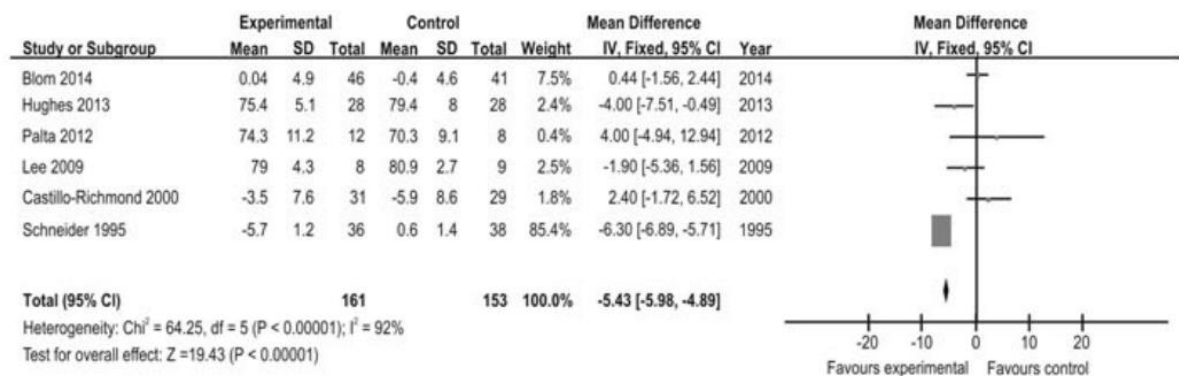 Experimental Control Mean Difference Mean Difference
Study or Subgroup Mean SD Total Mean SD Total Weight IV, Fixed, 95% CI Year IV, Fixed, 95% CI
Blom 2014 0.04 4.9 46 -0.4 4.6 41 7.5% 0.44 [-1.56, 2.44] 2014
Hughes 2013 75.4 5.1 28 79.4 8 28 2.4% -4.00 [-7.51, -0.49] 2013
Palta 2012 74.3 11.2 12 70.3 9.1 8 0.4% 4.00 [-4.94, 12.94] 2012
Lee 2009 79 4.3 8 80.9 2.7 9 2.5% -1.90 [-5.36, 1.56] 2009
Castillo-Richmond 2000 -3.5 7.6 31 -5.9 8.6 29 1.8% 2.40 [-1.72, 6.52] 2000
Schneider 1995 -5.7 1.2 36 0.6 1.4 38 85.4% -6.30 [-6.89, -5.71] 1995
Total (95% CI) 161 153 100.0% -5.43 [-5.98, -4.89]
Heterogeneity: Chi² = 64.25, df = 5 (P < 0.00001); I² = 92%
Test for overall effect: Z =19.43 (P < 0.00001)
-20 -10 0 10 20
Favours experimental Favours control